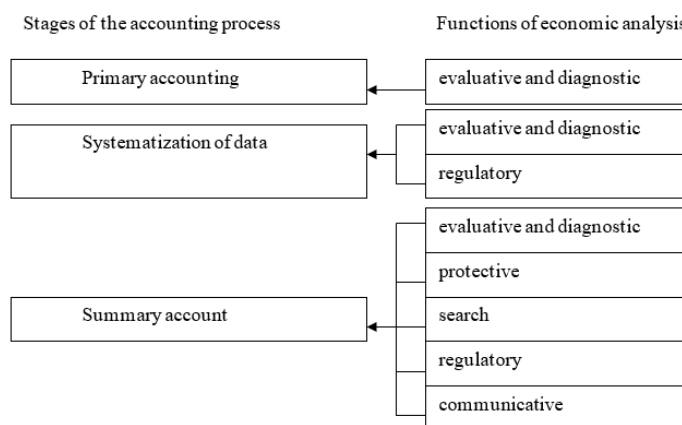 Stages of the accounting process
Functions of economic analysis
Primary accounting
evaluative and diagnostic
Systematization of data
evaluative and diagnostic
regulatory
Summary account
evaluative and diagnostic
protective
search
regulatory
communicative